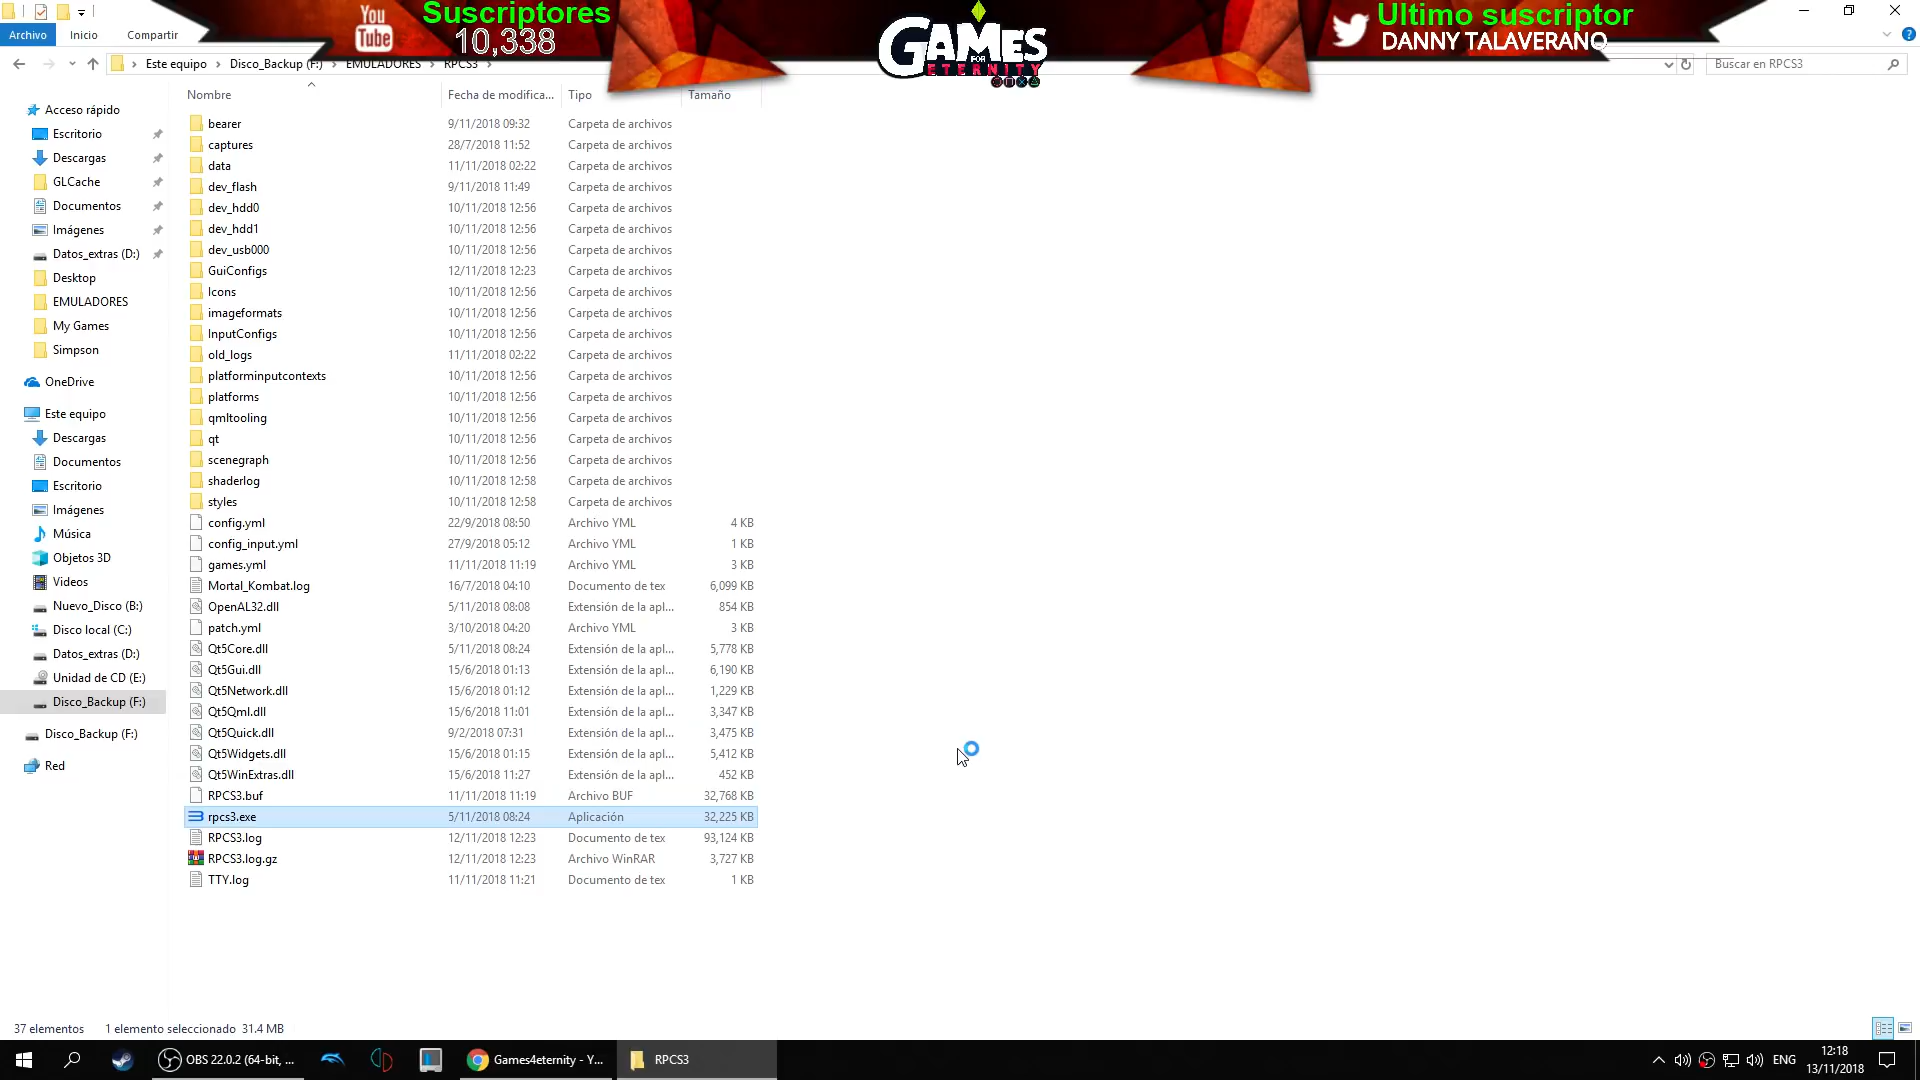 You
Tube
Suscriptores
10,338
GAMES
FOR
ETERNITY
Ultimo suscriptor
DANNY TALAVERANO
Archivo Inicio Compartir
Este equipo Disco_Backup (F:) EMULADORES RPCS3
Buscar en RPCS3
Nombre Fecha de modifica... Tipo Tamaño
Acceso rápido
Escritorio
Descargas
GLCache
Documentos
Imágenes
Datos_extras (D:)
Desktop
EMULADORES
My Games
Simpson
OneDrive
Este equipo
Descargas
Documentos
Escritorio
Imágenes
Música
Objetos 3D
Videos
Nuevo_Disco (B:)
Disco local (C:)
Datos_extras (D:)
Unidad de CD (E:)
Disco_Backup (F:)
Disco_Backup (F:)
Red
bearer 9/11/2018 09:32 Carpeta de archivos
captures 28/7/2018 11:52 Carpeta de archivos
data 11/11/2018 02:22 Carpeta de archivos
dev_flash 9/11/2018 11:49 Carpeta de archivos
dev_hdd0 10/11/2018 12:56 Carpeta de archivos
dev_hdd1 10/11/2018 12:56 Carpeta de archivos
dev_usb000 10/11/2018 12:56 Carpeta de archivos
GuiConfigs 12/11/2018 12:23 Carpeta de archivos
Icons 10/11/2018 12:56 Carpeta de archivos
imageformats 10/11/2018 12:56 Carpeta de archivos
InputConfigs 10/11/2018 12:56 Carpeta de archivos
old_logs 11/11/2018 02:22 Carpeta de archivos
platforminputcontexts 10/11/2018 12:56 Carpeta de archivos
platforms 10/11/2018 12:56 Carpeta de archivos
qmltooling 10/11/2018 12:56 Carpeta de archivos
qt 10/11/2018 12:56 Carpeta de archivos
scenegraph 10/11/2018 12:56 Carpeta de archivos
shaderlog 10/11/2018 12:58 Carpeta de archivos
styles 10/11/2018 12:58 Carpeta de archivos
config.yml 22/9/2018 08:50 Archivo YML 4 KB
config_input.yml 27/9/2018 05:12 Archivo YML 1 KB
games.yml 11/11/2018 11:19 Archivo YML 3 KB
Mortal_Kombat.log 16/7/2018 04:10 Documento de tex 6,099 KB
OpenAL32.dll 5/11/2018 08:08 Extensión de la apl... 854 KB
patch.yml 3/10/2018 04:20 Archivo YML 3 KB
Qt5Core.dll 5/11/2018 08:24 Extensión de la apl... 5,778 KB
Qt5Gui.dll 15/6/2018 01:13 Extensión de la apl... 6,190 KB
Qt5Network.dll 15/6/2018 01:12 Extensión de la apl... 1,229 KB
Qt5Qml.dll 15/6/2018 11:01 Extensión de la apl... 3,347 KB
Qt5Quick.dll 9/2/2018 07:31 Extensión de la apl... 3,475 KB
Qt5Widgets.dll 15/6/2018 01:15 Extensión de la apl... 5,412 KB
Qt5WinExtras.dll 15/6/2018 11:27 Extensión de la apl... 452 KB
RPCS3.buf 11/11/2018 11:19 Archivo BUF 32,768 KB
rpcs3.exe 5/11/2018 08:24 Aplicación 32,225 KB
RPCS3.log 12/11/2018 12:23 Documento de tex 93,124 KB
RPCS3.log.gz 12/11/2018 12:23 Archivo WinRAR 3,727 KB
TTY.log 11/11/2018 11:21 Documento de tex 1 KB
37 elementos 1 elemento seleccionado 31.4 MB
OBS 22.0.2 (64-bit, ... Games4eternity - Y... RPCS3 ENG
12:18
13/11/2018